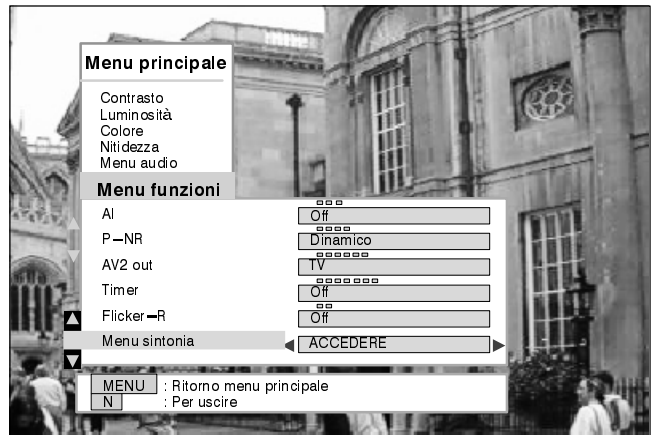 Menu principale
Contrasto
Luminosità
Colore
Nitidezza
Menu audio
Menu funzioni
AI Off
P–NR Dinamico
AV2 out TV
Timer Off
Flicker–R Off
Menu sintonia ACCEDERE
MENU : Ritorno menu principale
N : Per uscire